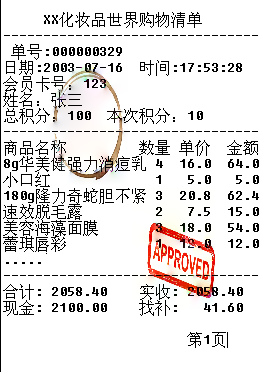 XX化妆品世界购物清单
单号:000000329
日期:2003-07-16 时间:17:53:28
会员卡号: 123
姓名: 张三
总积分: 100 本次积分: 10
商品名称 数量 单价 金额
8g华美健强力消痘乳 4 16.0 64.0
小口红 1 5.0 5.0
180g隆力奇蛇胆不紧 3 20.8 62.4
速效脱毛露 2 7.5 15.0
美容海藻面膜 3 18.0 54.0
蕾琪唇彩 1 12.0
.....
APPROVED
合计: 2058.40 实收: 2058.40
现金: 2100.00 找补: 41.60
第1页